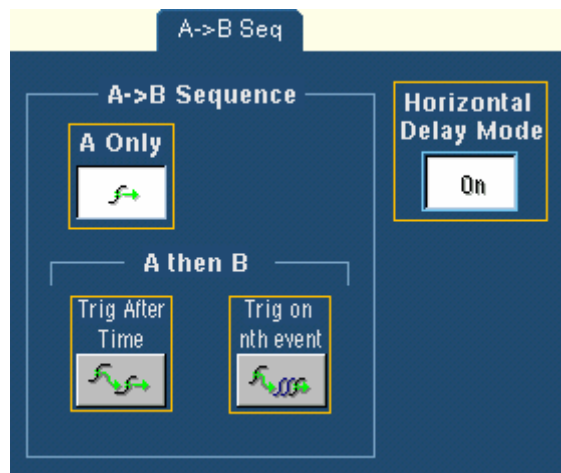 A->B Seq
A->B Sequence
A Only
Horizontal
Delay Mode
On
A then B
Trig After
Time
Trig on
nth event